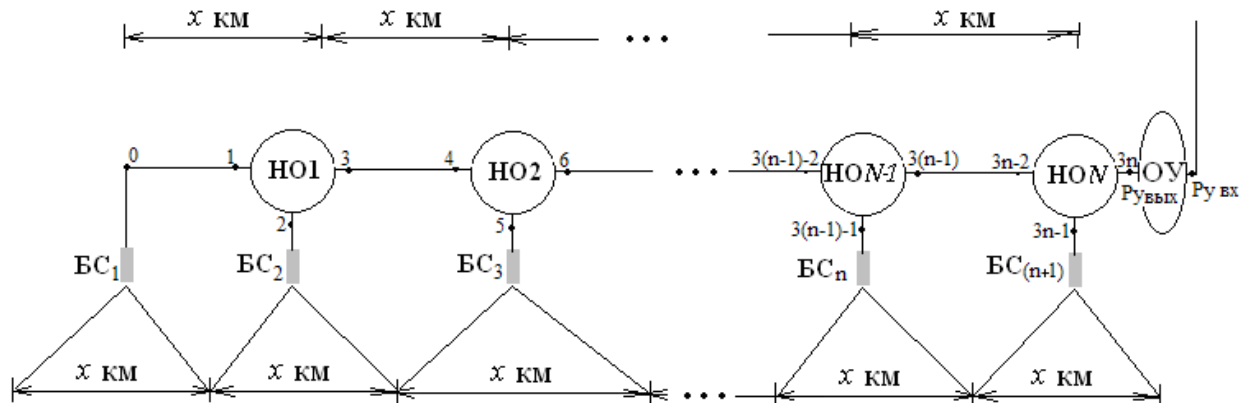 x км x км • • • x км
0 1 НО1 3 4 НО2 6 • • • 3(n-1)-2 НОN-1 3(n-1) 3n-2 НОN 3n ОУ
Pyвых Py вх
2 5 3(n-1)-1 3n-1
БС1 БС2 БС3 БСn БС(n+1)
x км x км x км • • • x км x км